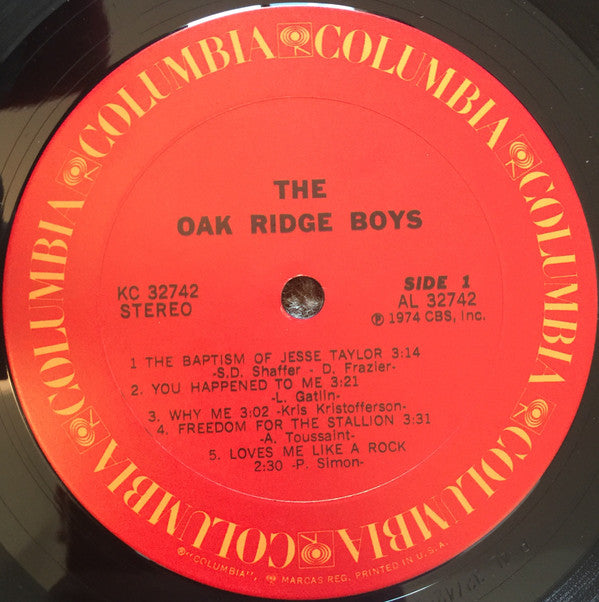 COLUMBIA COLUMBIA COLUMBIA COLUMBIA COLUMBIA COLUMBIA COLUMBIA COLUMBIA
THE
OAK RIDGE BOYS
KC 32742
STEREO
SIDE 1
AL 32742
℗ 1974 CBS, Inc.
1 THE BAPTISM OF JESSE TAYLOR 3:14
-S.D. Shaffer - D. Frazier-
2. YOU HAPPENED TO ME 3:21
-L. Gatlin-
3. WHY ME 3:02 -Kris Kristofferson-
4. FREEDOM FOR THE STALLION 3:31
-A. Toussaint-
5. LOVES ME LIKE A ROCK
2:30 -P. Simon-
®"COLUMBIA", MARCAS REG. PRINTED IN U.S.A.